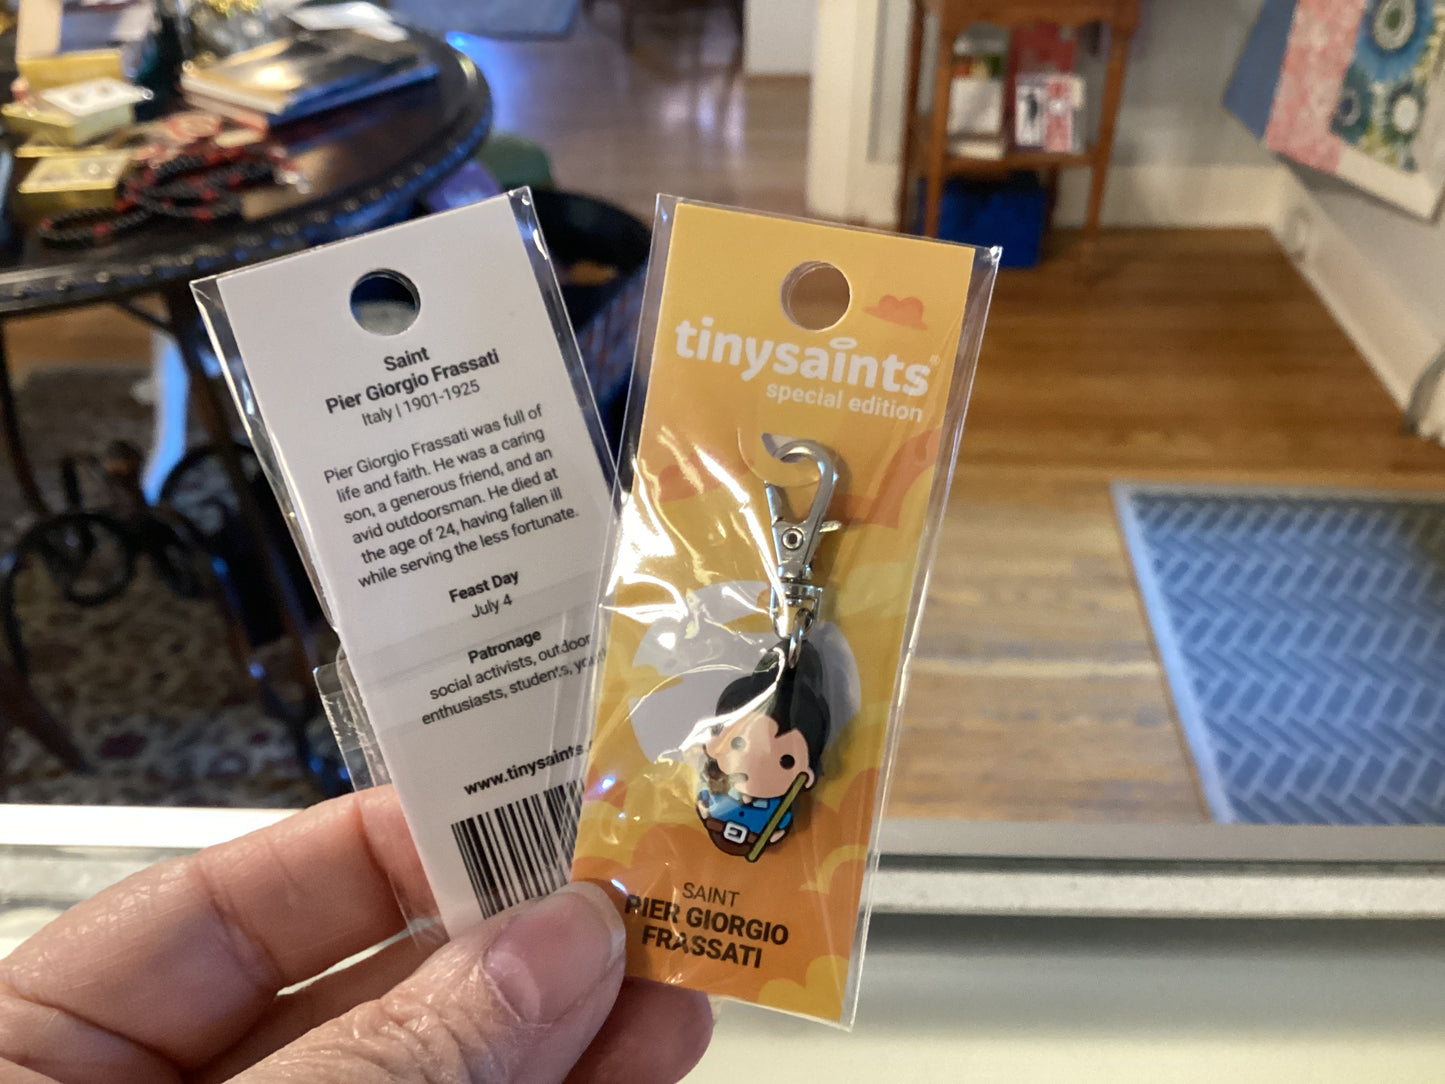 Saint
Pier Giorgio Frassati
Italy | 1901-1925
Pier Giorgio Frassati was full of
life and faith. He was a caring
son, a generous friend, and an
avid outdoorsman. He died at
the age of 24, having fallen ill
while serving the less fortunate.
Feast Day
July 4
Patronage
social activists, outdoor
enthusiasts, students,
www.tinysaints.
tinysaints®
special edition
SAINT
PIER GIORGIO
FRASSATI